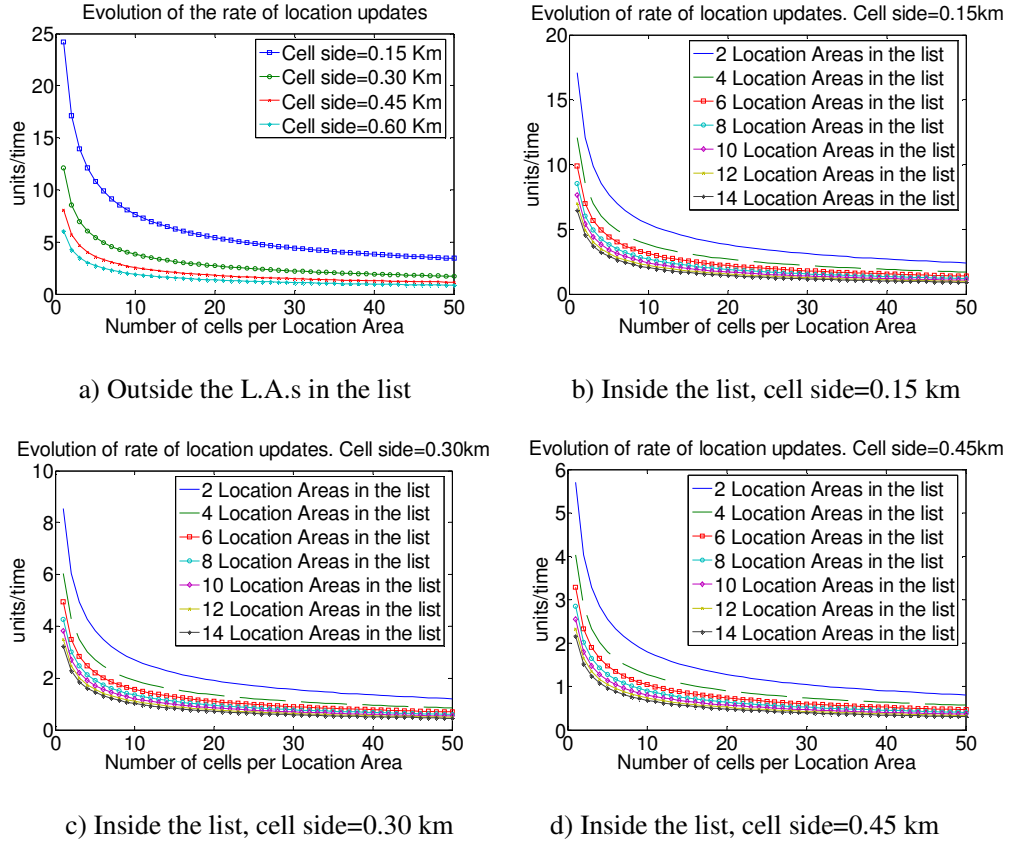 Evolution of the rate of location updates
25
20
15
10
5
0
units/time
0 10 20 30 40 50
Number of cells per Location Area
Cell side=0.15 Km
Cell side=0.30 Km
Cell side=0.45 Km
Cell side=0.60 Km
a) Outside the L.A.s in the list
Evolution of rate of location updates. Cell side=0.15km
20
15
10
5
0
units/time
0 10 20 30 40 50
Number of cells per Location Area
2 Location Areas in the list
4 Location Areas in the list
6 Location Areas in the list
8 Location Areas in the list
10 Location Areas in the list
12 Location Areas in the list
14 Location Areas in the list
b) Inside the list, cell side=0.15 km
Evolution of rate of location updates. Cell side=0.30km
10
8
6
4
2
0
units/time
0 10 20 30 40 50
Number of cells per Location Area
2 Location Areas in the list
4 Location Areas in the list
6 Location Areas in the list
8 Location Areas in the list
10 Location Areas in the list
12 Location Areas in the list
14 Location Areas in the list
c) Inside the list, cell side=0.30 km
Evolution of rate of location updates. Cell side=0.45km
6
5
4
3
2
1
0
units/time
0 10 20 30 40 50
Number of cells per Location Area
2 Location Areas in the list
4 Location Areas in the list
6 Location Areas in the list
8 Location Areas in the list
10 Location Areas in the list
12 Location Areas in the list
14 Location Areas in the list
d) Inside the list, cell side=0.45 km